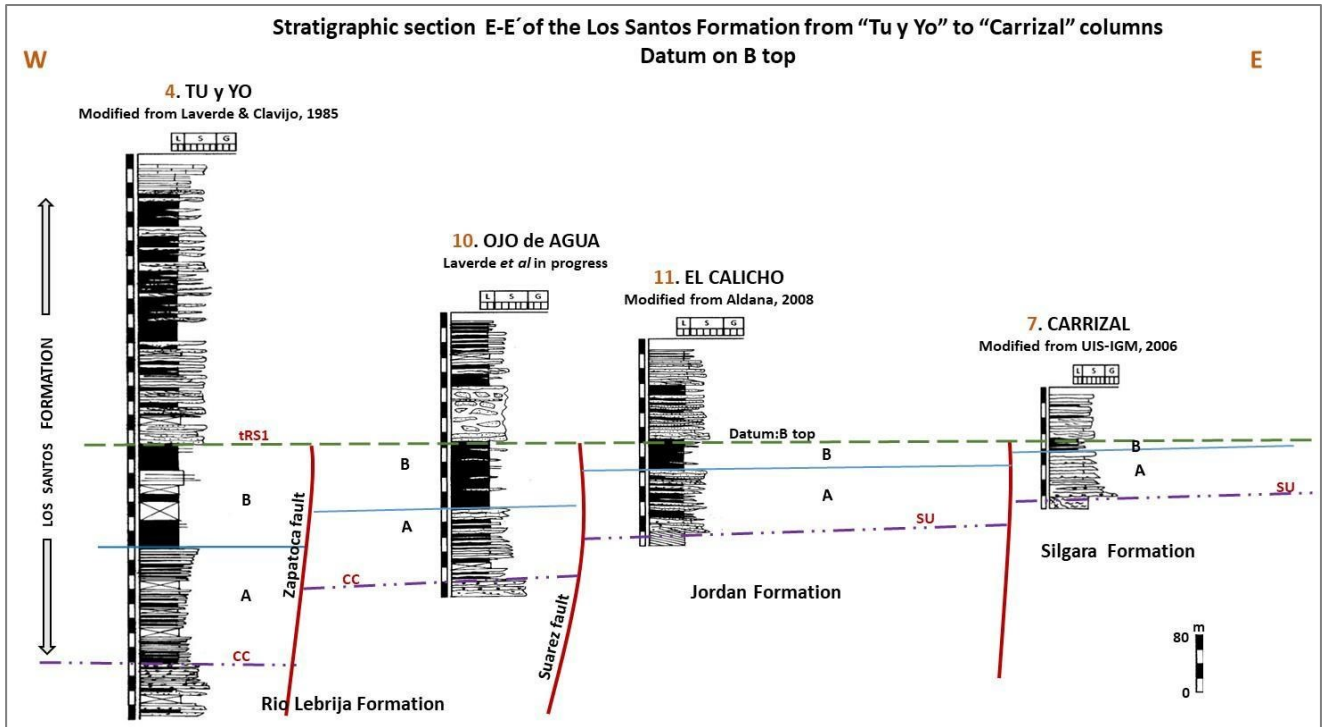 Stratigraphic section E-E´of the Los Santos Formation from “Tu y Yo” to “Carrizal” columns
Datum on B top
W
E
4. TU y YO
Modified from Laverde & Clavijo, 1985
L S G
10. OJO de AGUA
Laverde et al in progress
L S G
11. EL CALICHO
Modified from Aldana, 2008
L S G
7. CARRIZAL
Modified from UIS-IGM, 2006
L S G
LOS SANTOS FORMATION
tRS1
Datum:B top
B
B
B
B
A
A
A
A
Zapatoca fault
Suarez fault
CC
CC
SU
SU
Rio Lebrija Formation
Jordan Formation
Silgara Formation
m
80
0